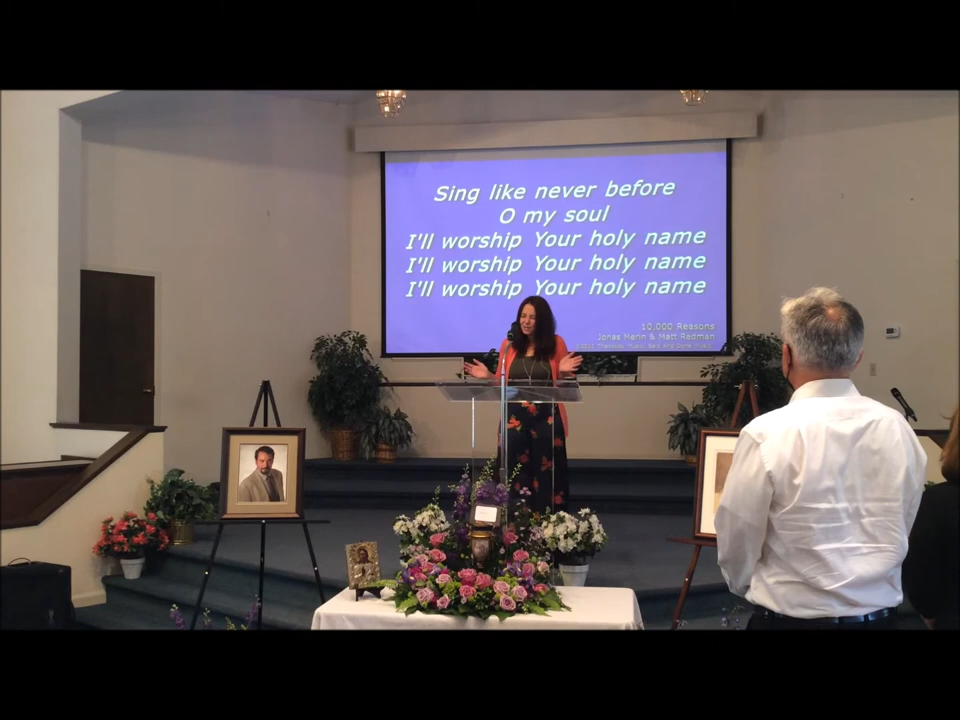 Sing like never before
O my soul
I'll worship Your holy name
I'll worship Your holy name
I'll worship Your holy name
10,000 Reasons
Jonas Merin & Matt Redman